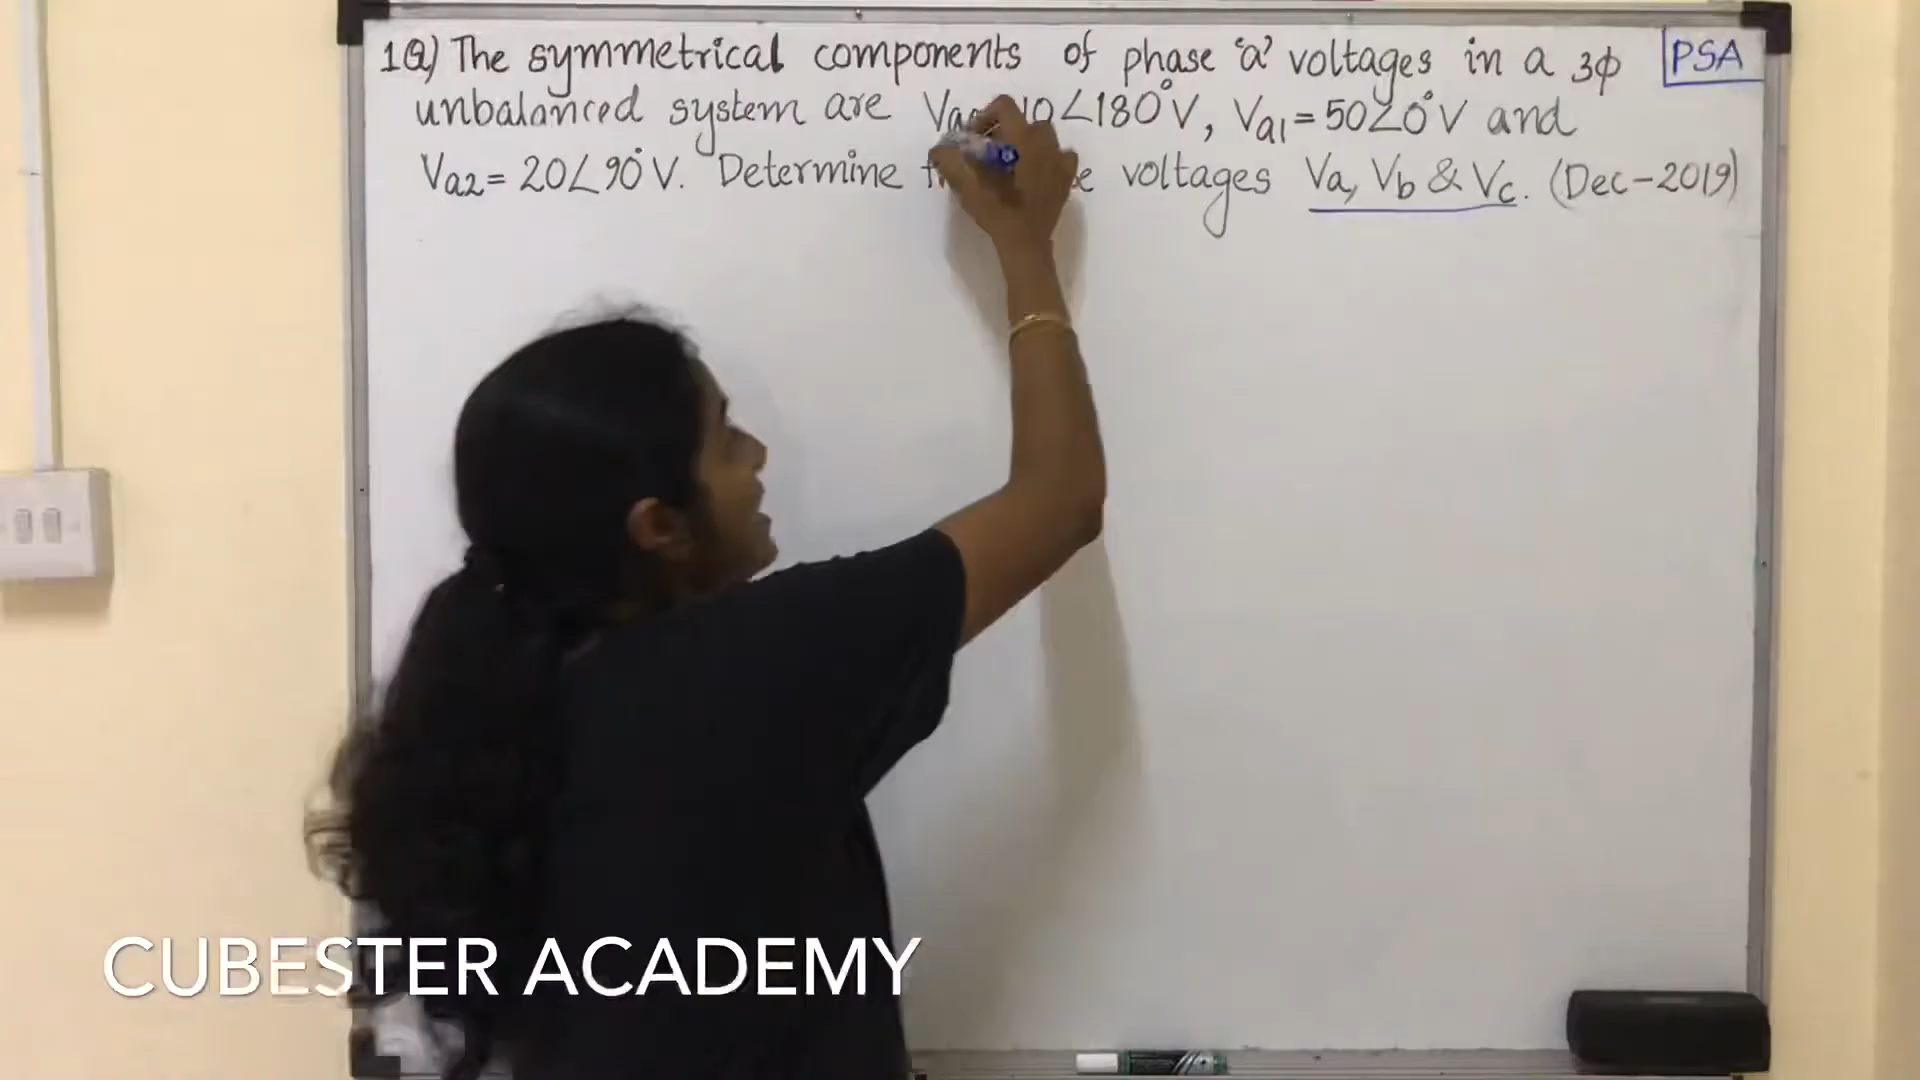 1Q) The symmetrical components of phase 'a' voltages in a 3ϕ
PSA
unbalanced system are 10∠180°V, Va1 = 50∠0°V and
Va2 = 20∠90°V. Determine voltages Va, Vb & Vc. (Dec-2019)
CUBESTER ACADEMY